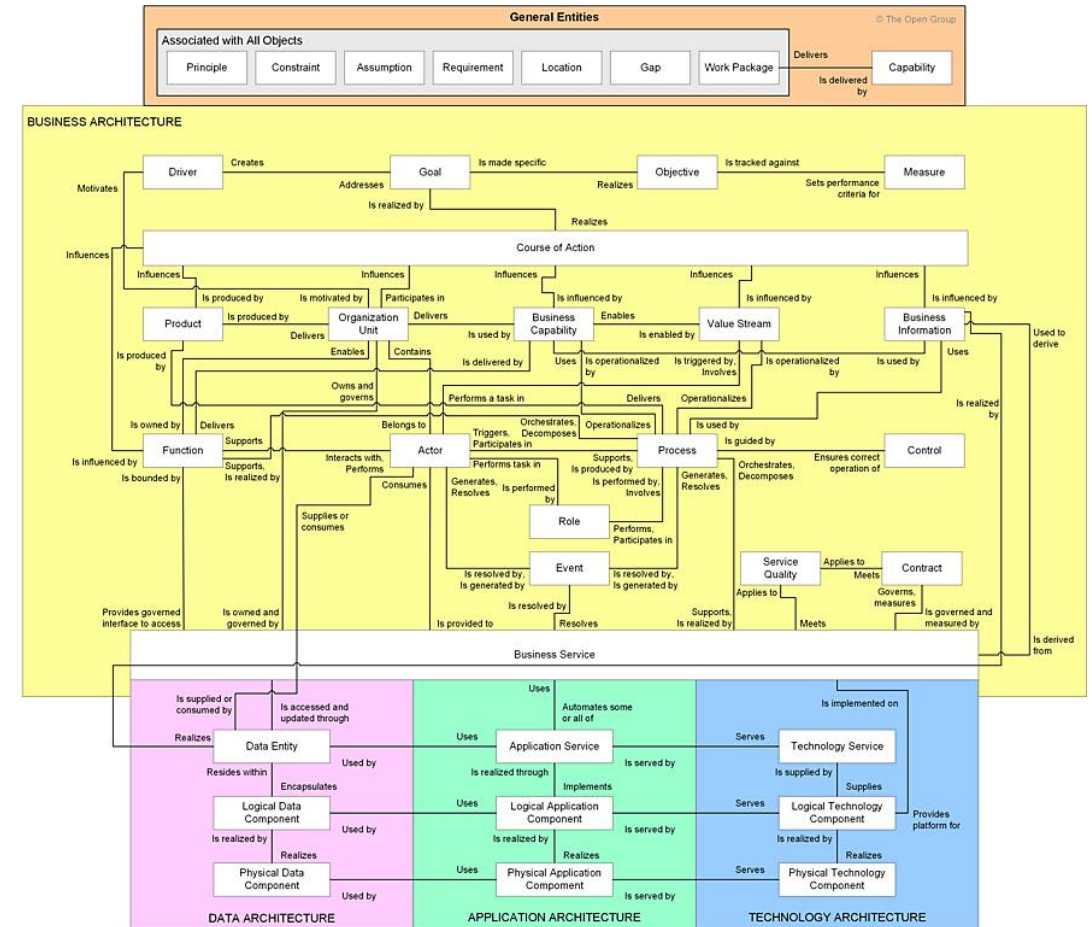 General Entities
© The Open Group
Associated with All Objects
Principle
Constraint
Assumption
Requirement
Location
Gap
Work Package
Delivers
Is delivered
by
Capability
BUSINESS ARCHITECTURE
Driver
Creates
Addresses
Goal
Is made specific
Realizes
Objective
Is tracked against
Sets performance
criteria for
Measure
Motivates
Is realized by
Realizes
Course of Action
Influences
Influences
Influences
Influences
Influences
Influences
Is produced by
Is motivated by
Participates in
Is influenced by
Is influenced by
Is influenced by
Product
Is produced by
Delivers
Organization
Unit
Delivers
Is used by
Business
Capability
Enables
Is enabled by
Value Stream
Business
Information
Used to
derive
Is produced
by
Enables
Contains
Is delivered by
Uses
Is operationalized
by
Is triggered by,
Involves
Is operationalized
by
Is used by
Uses
Owns and
governs
Performs a task in
Delivers
Operationalizes
Is realized
by
Is owned by
Delivers
Belongs to
Orchestrates,
Decomposes
Operationalizes
Is used by
Function
Supports
Supports,
Is realized by
Is influenced by
Is bounded by
Interacts with,
Performs
Actor
Triggers,
Participates in
Performs task in
Consumes
Generates,
Resolves
Is performed
by
Supports,
Is produced by
Is performed by,
Involves
Process
Is guided by
Generates,
Resolves
Orchestrates,
Decomposes
Ensures correct
operation of
Control
Supplies or
consumes
Role
Performs,
Participates in
Is resolved by,
Is generated by
Event
Is resolved by,
Is generated by
Is resolved by
Resolves
Service
Quality
Applies to
Meets
Contract
Applies to
Meets
Governs,
measures
Is governed and
measured by
Provides governed
interface to access
Is owned and
governed by
Is provided to
Supports,
Is realized by
Is derived
from
Business Service
Is supplied or
consumed by
Is accessed and
updated through
Uses
Automates some
or all of
Is implemented on
Realizes
Data Entity
Uses
Used by
Application Service
Serves
Is served by
Technology Service
Resides within
Encapsulates
Is realized through
Implements
Is supplied by
Supplies
Logical Data
Component
Uses
Used by
Logical Application
Component
Serves
Is served by
Logical Technology
Component
Provides
platform for
Is realized by
Realizes
Is realized by
Realizes
Is realized by
Realizes
Physical Data
Component
Uses
Used by
Physical Application
Compoment
Serves
Is served by
Physical Technology
Component
DATA ARCHITECTURE
APPLICATION ARCHITECTURE
TECHNOLOGY ARCHITECTURE